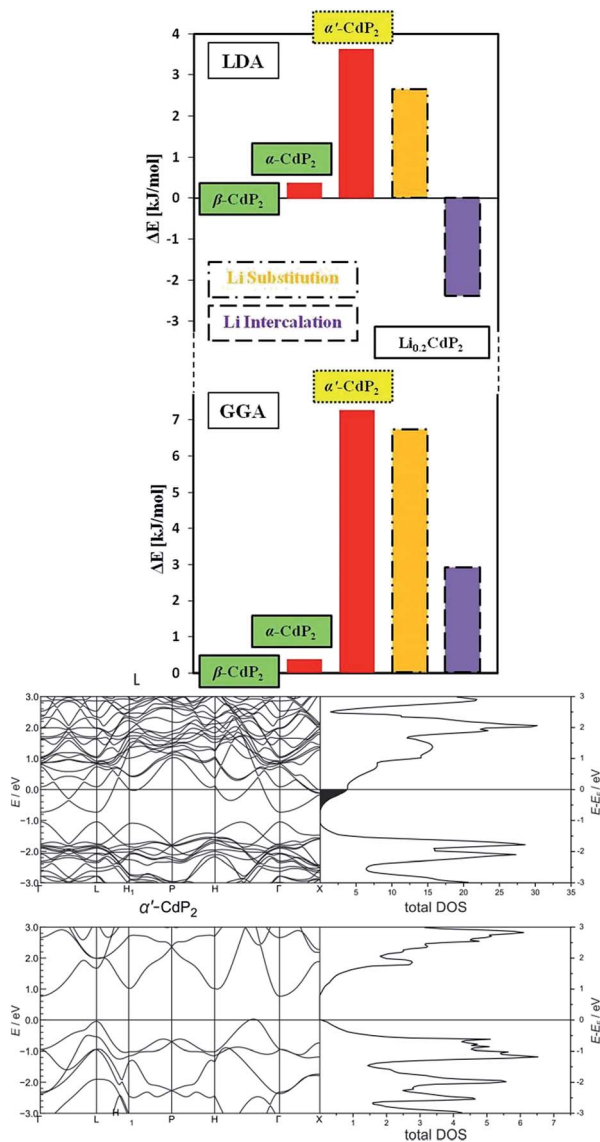 α′-CdP2
4
LDA
3
2
ΔE [kJ/mol]
1
α-CdP2
0
β-CdP2
-1
-2
Li Substitution
-3
Li Intercalation
Li0.2CdP2
α′-CdP2
GGA
7
6
5
ΔE [kJ/mol]
4
3
2
1
α-CdP2
0
β-CdP2
L
3.0
2.0
1.0
0.0
−1.0
−2.0
−3.0
E / eV
Γ L H1 P H Γ X
3
2
1
0
-1
-2
-3
E-EF / eV
5 10 15 20 25 30 35
total DOS
α′-CdP2
3.0
2.0
1.0
0.0
−1.0
−2.0
−3.0
E / eV
Γ L H 1 P H Γ X
3
2
1
0
-1
-2
-3
E-EF / eV
1 2 3 4 5 6 7
total DOS